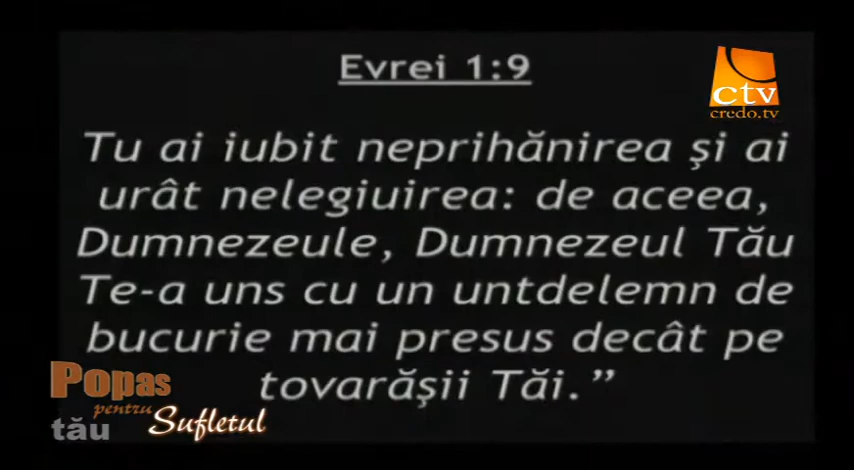 Evrei 1:9
ctv
credo.tv
Tu ai iubit neprihănirea şi ai
urât nelegiuirea: de aceea,
Dumnezeule, Dumnezeul Tău
Te-a uns cu un untdelemn de
bucurie mai presus decât pe
tovarăşii Tăi.”
Popas
pentru
tău Sufletul